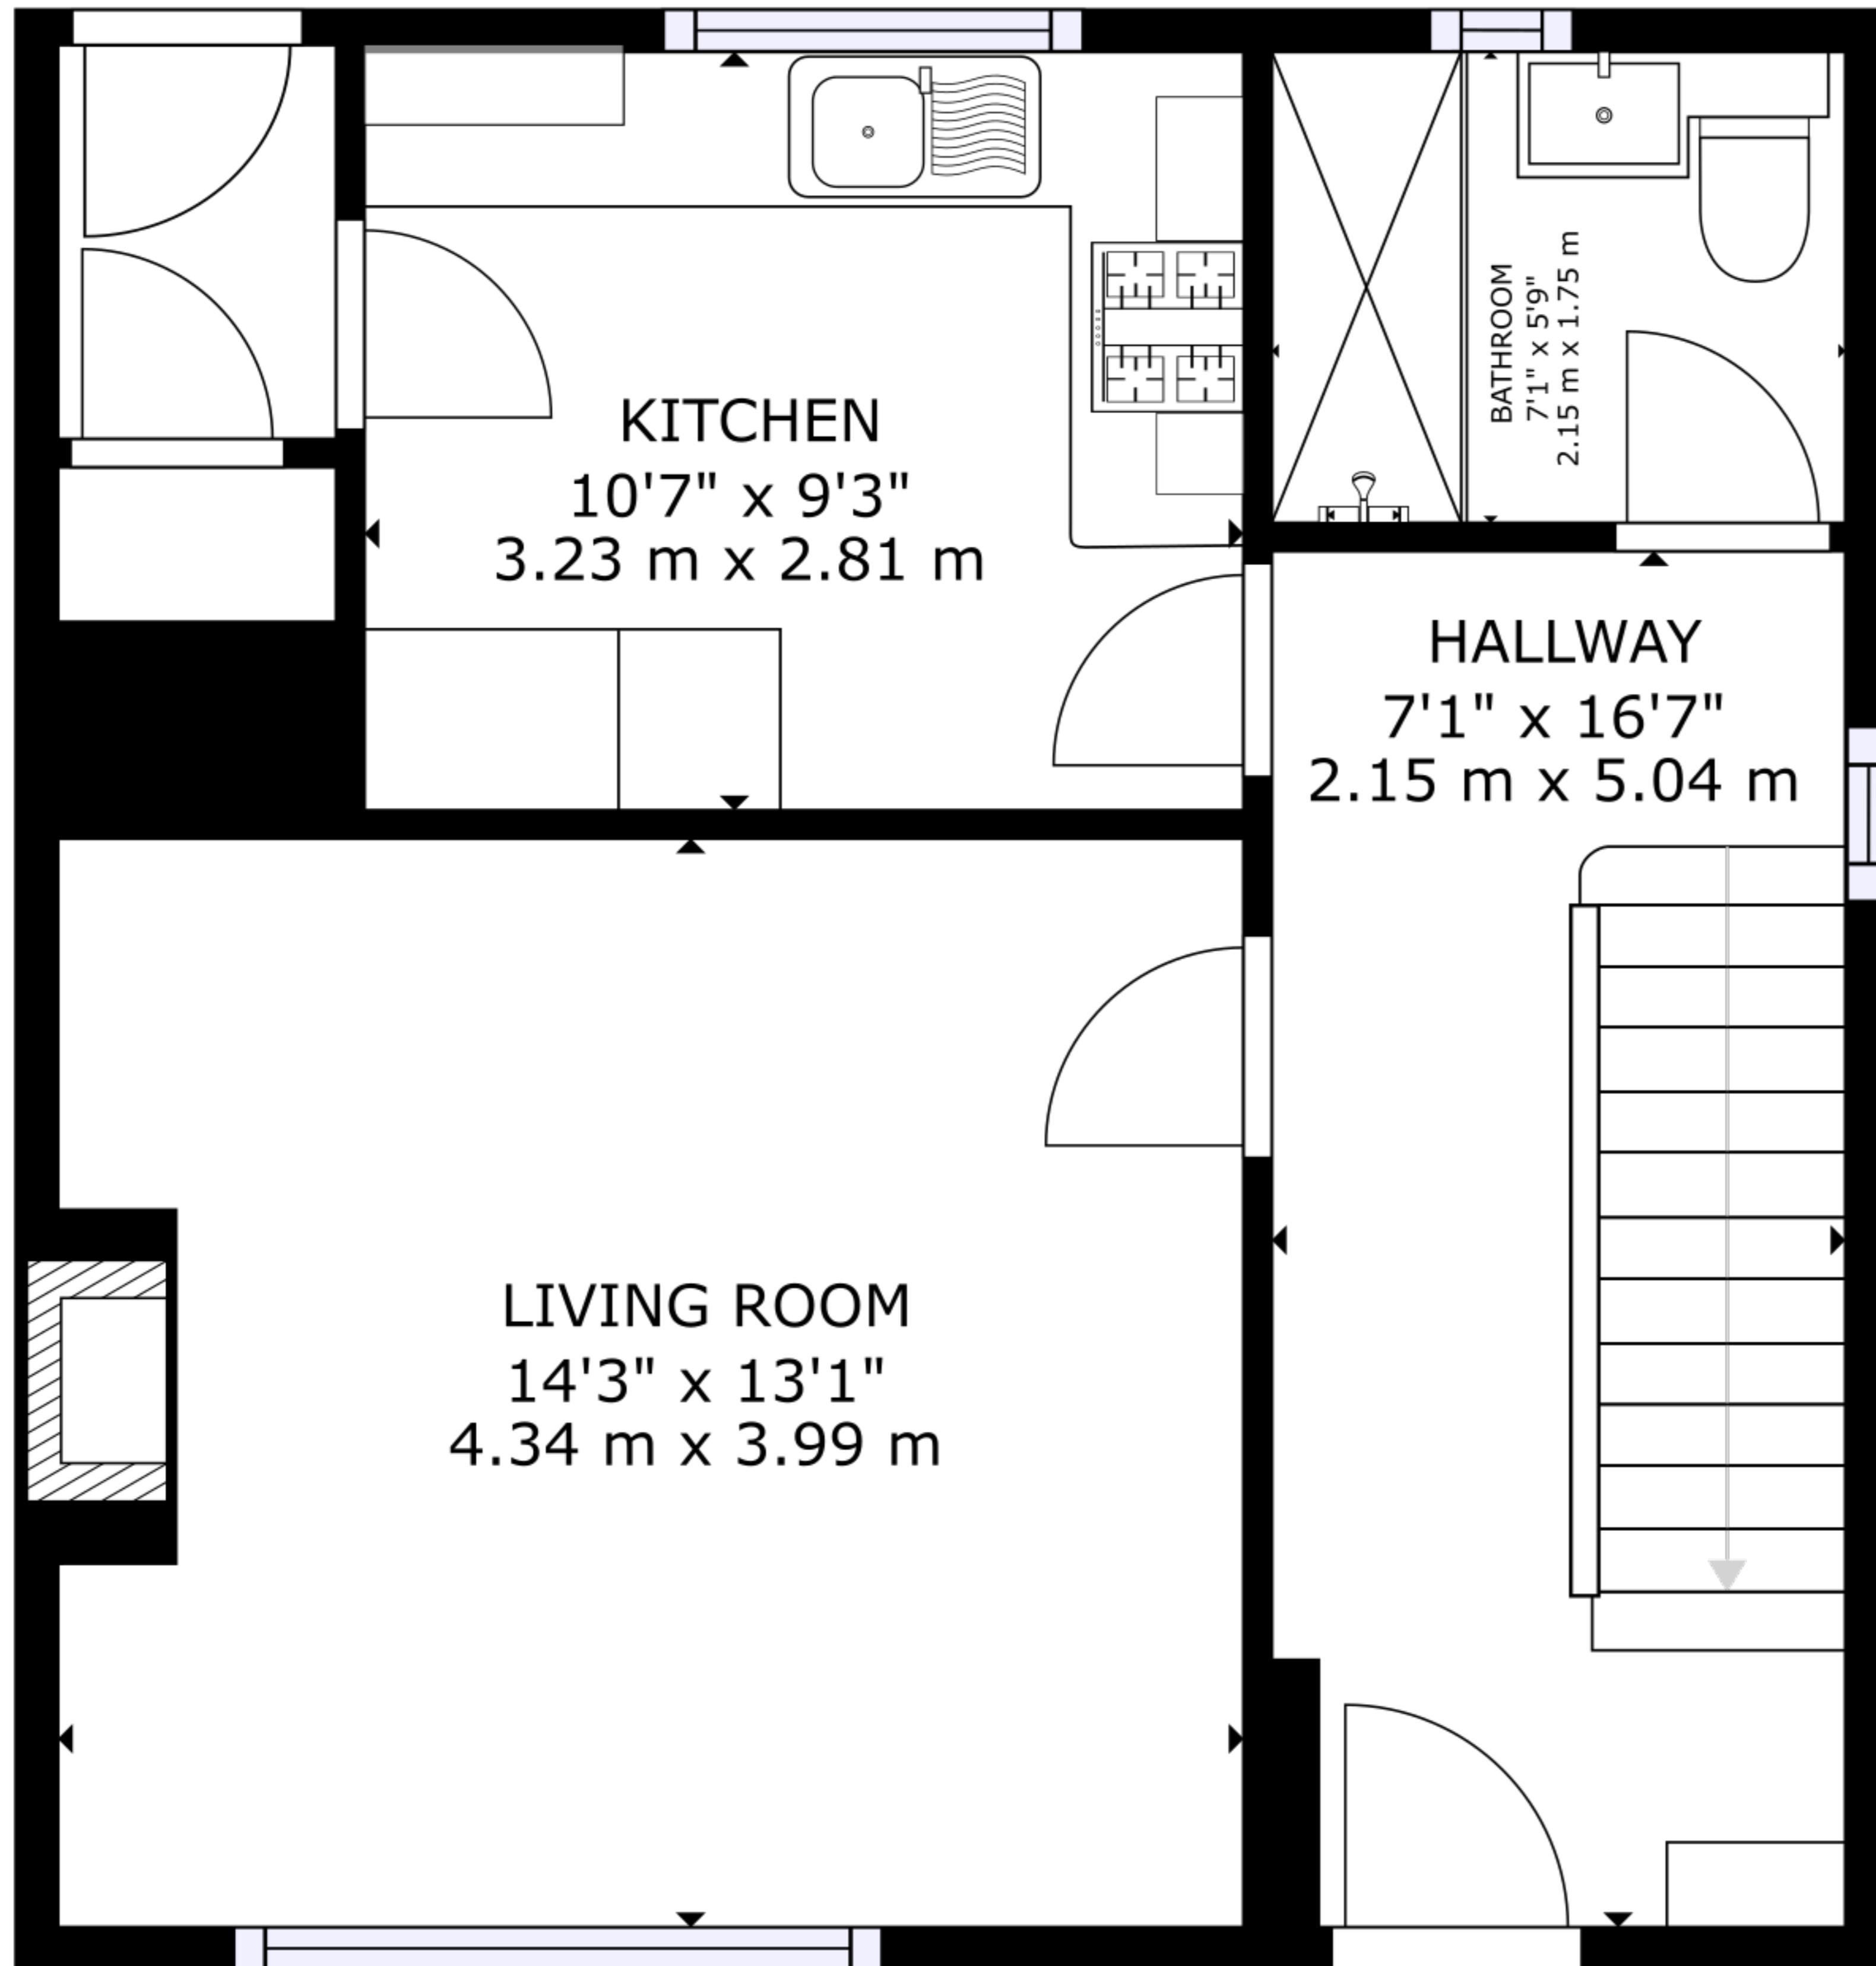 KITCHEN
10'7" x 9'3"
3.23 m x 2.81 m
BATHROOM
7'1" x 5'9"
2.15 m x 1.75 m
HALLWAY
7'1" x 16'7"
2.15 m x 5.04 m
LIVING ROOM
14'3" x 13'1"
4.34 m x 3.99 m